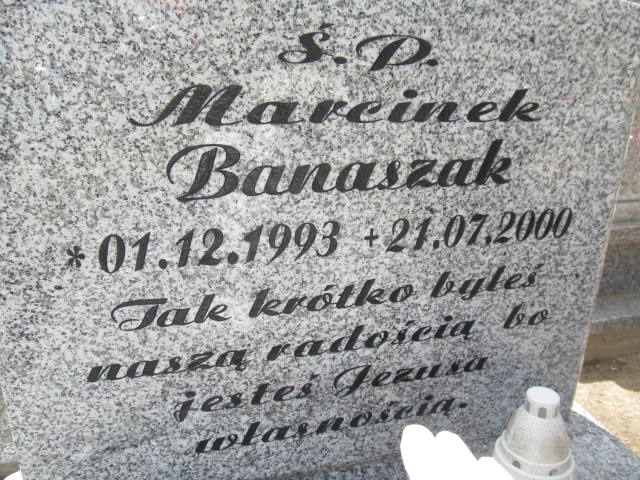 Ś.P.
Marcinek
Banaszak
* 01.12.1993 + 21.07.2000
Tak krótko byłeś
naszą radością bo
jesteś Jezusa
własnością.